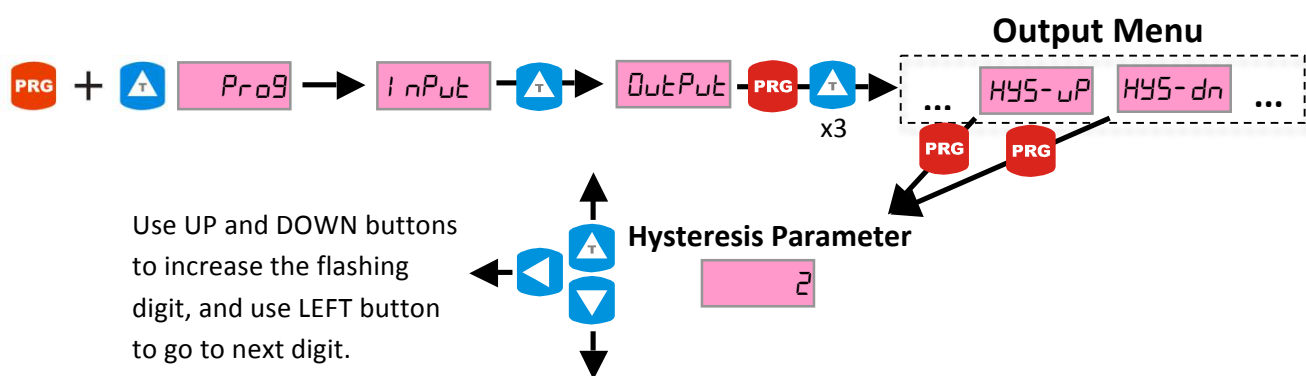 Output Menu
PRG + T Prog InPut T OutPut PRG T ... HYS-uP HYS-dn ...
x3
PRG PRG
Use UP and DOWN buttons
to increase the flashing
digit, and use LEFT button
to go to next digit.
T
Hysteresis Parameter
2